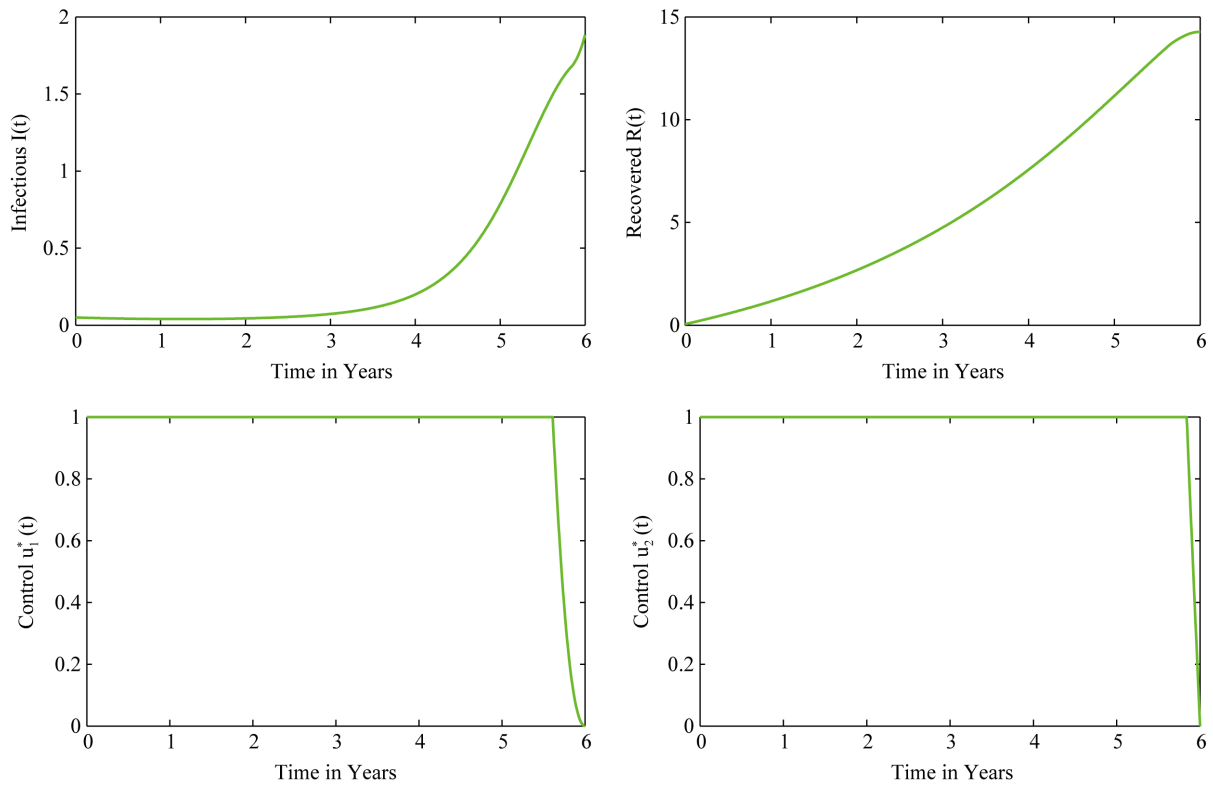 2
1.5
1
0.5
0
0 1 2 3 4 5 6
Infectious I(t)
Time in Years
15
10
5
0
0 1 2 3 4 5 6
Recovered R(t)
Time in Years
1
0.8
0.6
0.4
0.2
0
0 1 2 3 4 5 6
Control u₁*(t)
Time in Years
1
0.8
0.6
0.4
0.2
0
0 1 2 3 4 5 6
Control u₂*(t)
Time in Years